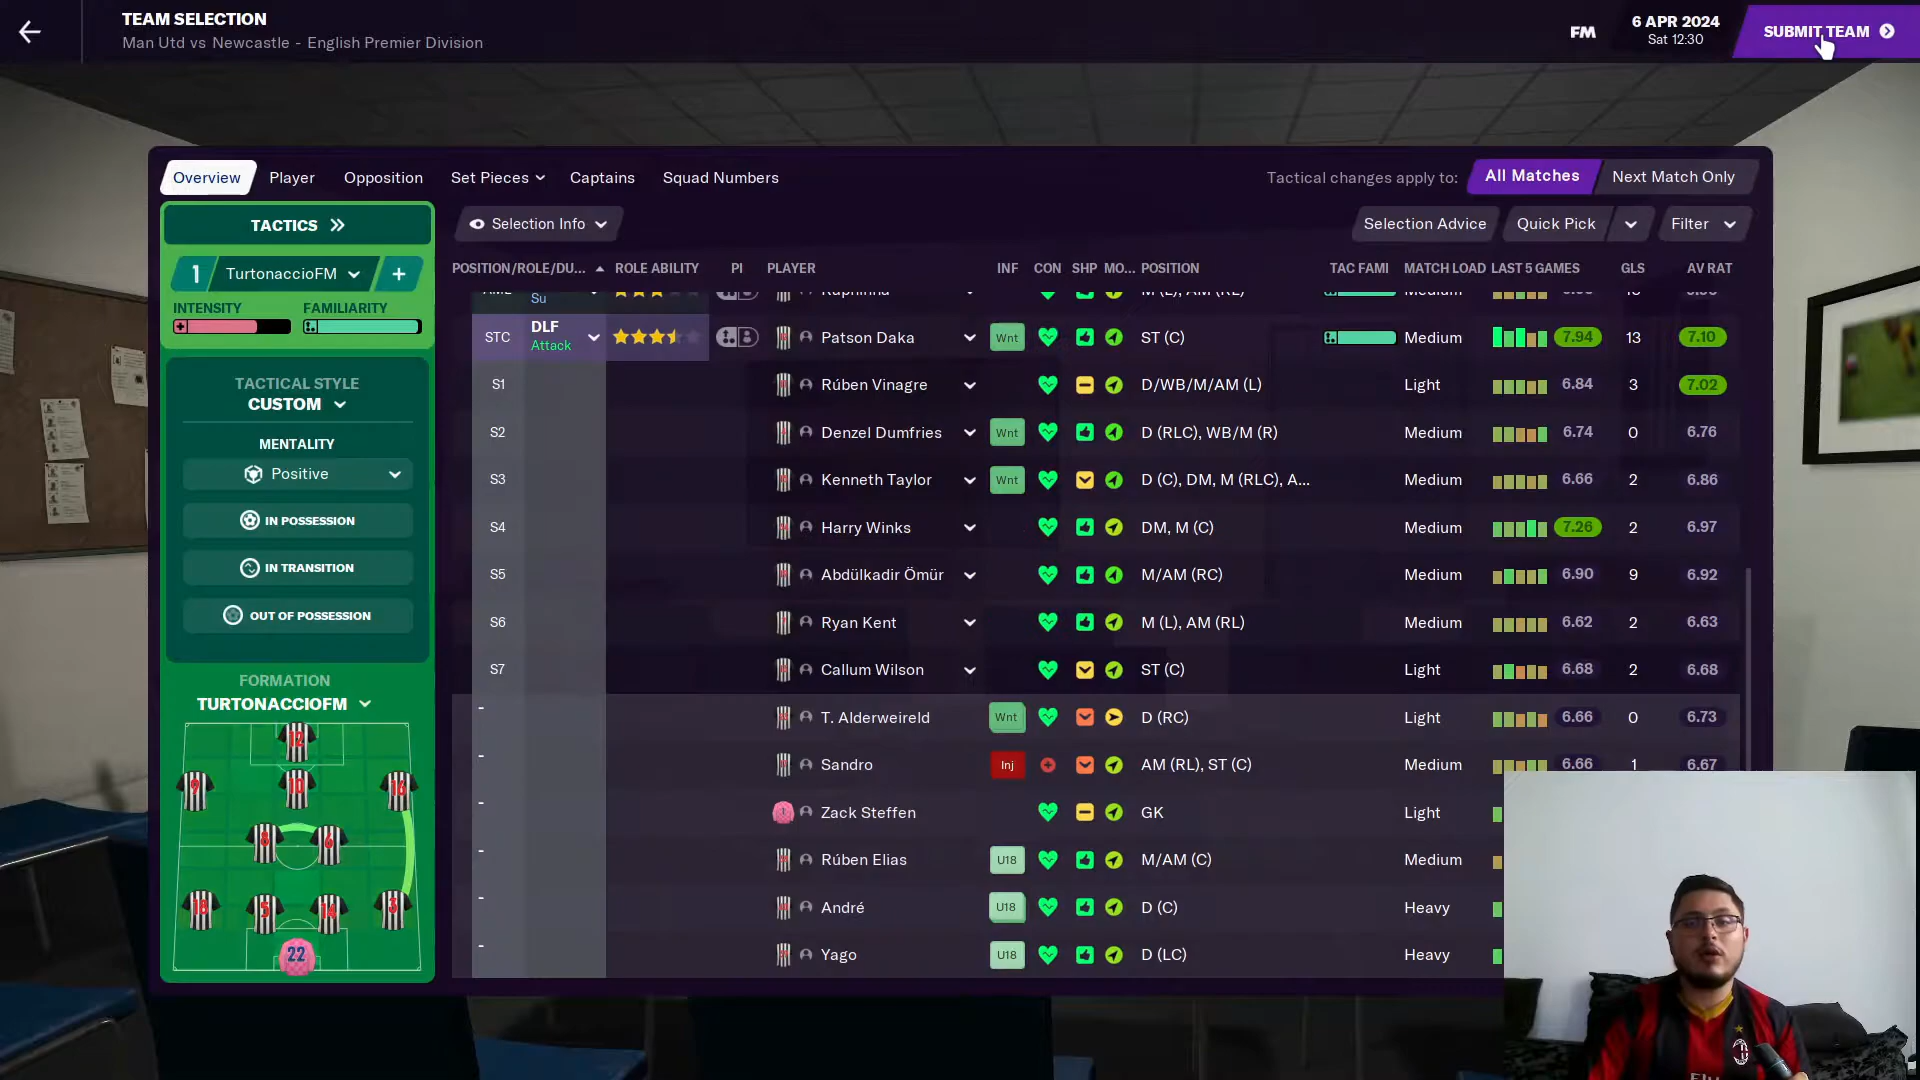 TEAM SELECTION
Man Utd vs Newcastle - English Premier Division
FM
6 APR 2024
Sat 12:30
SUBMIT TEAM
Overview
Player
Opposition
Set Pieces
Captains
Squad Numbers
Tactical changes apply to:
All Matches
Next Match Only
TACTICS
Selection Info
Selection Advice
Quick Pick
Filter
1 TurtonaccioFM +
INTENSITY
FAMILIARITY
TACTICAL STYLE
CUSTOM
MENTALITY
Positive
IN POSSESSION
IN TRANSITION
OUT OF POSSESSION
FORMATION
TURTONACCIOFM
12
9 10 16
8 6
18 5 14 3
22
POSITION/ROLE/DU... ROLE ABILITY PI PLAYER INF CON SHP MO... POSITION TAC FAMI MATCH LOAD LAST 5 GAMES GLS AV RAT
Su
STC DLF Attack Patson Daka Wnt ST (C) Medium 7.94 13 7.10
S1 Rúben Vinagre D/WB/M/AM (L) Light 6.84 3 7.02
S2 Denzel Dumfries Wnt D (RLC), WB/M (R) Medium 6.74 0 6.76
S3 Kenneth Taylor Wnt D (C), DM, M (RLC), A... Medium 6.66 2 6.86
S4 Harry Winks DM, M (C) Medium 7.26 2 6.97
S5 Abdülkadir Ömür M/AM (RC) Medium 6.90 9 6.92
S6 Ryan Kent M (L), AM (RL) Medium 6.62 2 6.63
S7 Callum Wilson ST (C) Light 6.68 2 6.68
- T. Alderweireld Wnt D (RC) Light 6.66 0 6.73
- Sandro Inj AM (RL), ST (C) Medium 6.66 1 6.67
- Zack Steffen GK Light
- Rúben Elias U18 M/AM (C) Medium
- André U18 D (C) Heavy
- Yago U18 D (LC) Heavy